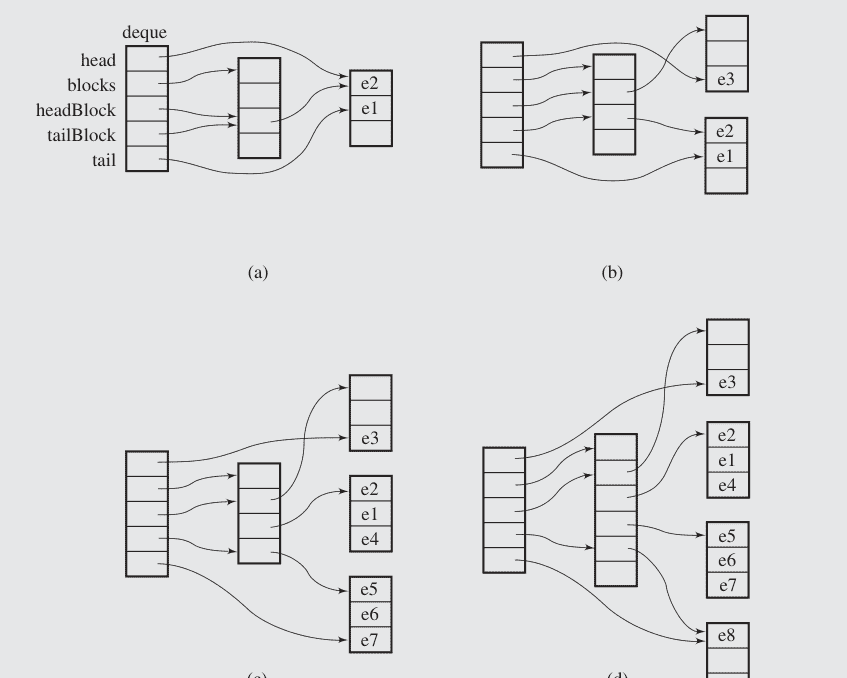 deque
head
blocks
headBlock
tailBlock
tail
e2
e1
e3
e2
e1
(a)
(b)
e3
e2
e1
e4
e5
e6
e7
e3
e2
e1
e4
e5
e6
e7
e8